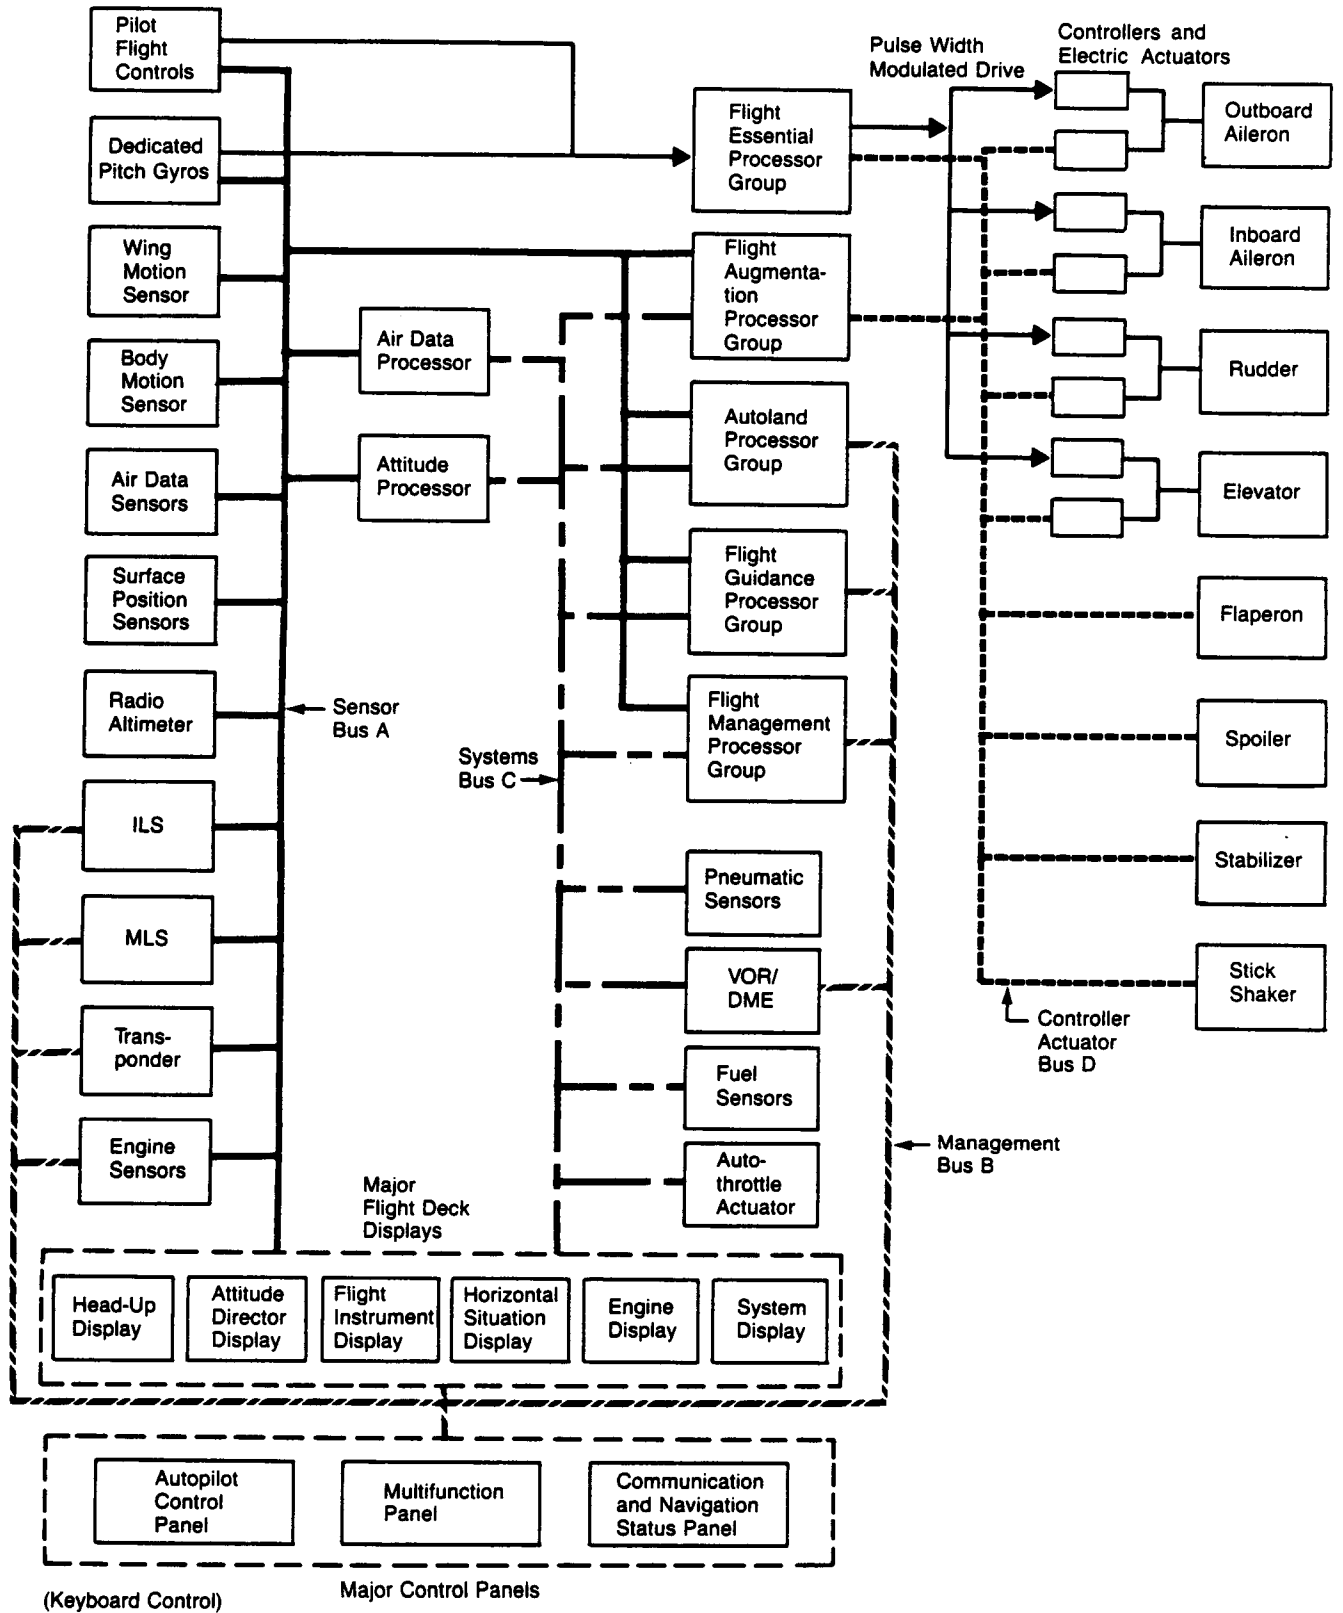 Pilot
Flight
Controls
Dedicated
Pitch Gyros
Wing
Motion
Sensor
Body
Motion
Sensor
Air Data
Sensors
Surface
Position
Sensors
Radio
Altimeter
ILS
MLS
Trans-
ponder
Engine
Sensors
Air Data
Processor
Attitude
Processor
Sensor
Bus A
Systems
Bus C
Flight
Essential
Processor
Group
Flight
Augmenta-
tion
Processor
Group
Autoland
Processor
Group
Flight
Guidance
Processor
Group
Flight
Management
Processor
Group
Pneumatic
Sensors
VOR/
DME
Fuel
Sensors
Auto-
throttle
Actuator
Pulse Width
Modulated Drive
Controllers and
Electric Actuators
Outboard
Aileron
Inboard
Aileron
Rudder
Elevator
Flaperon
Spoiler
Stabilizer
Stick
Shaker
Controller
Actuator
Bus D
Management
Bus B
Major
Flight Deck
Displays
Head-Up
Display
Attitude
Director
Display
Flight
Instrument
Display
Horizontal
Situation
Display
Engine
Display
System
Display
Autopilot
Control
Panel
Multifunction
Panel
Communication
and Navigation
Status Panel
(Keyboard Control)
Major Control Panels